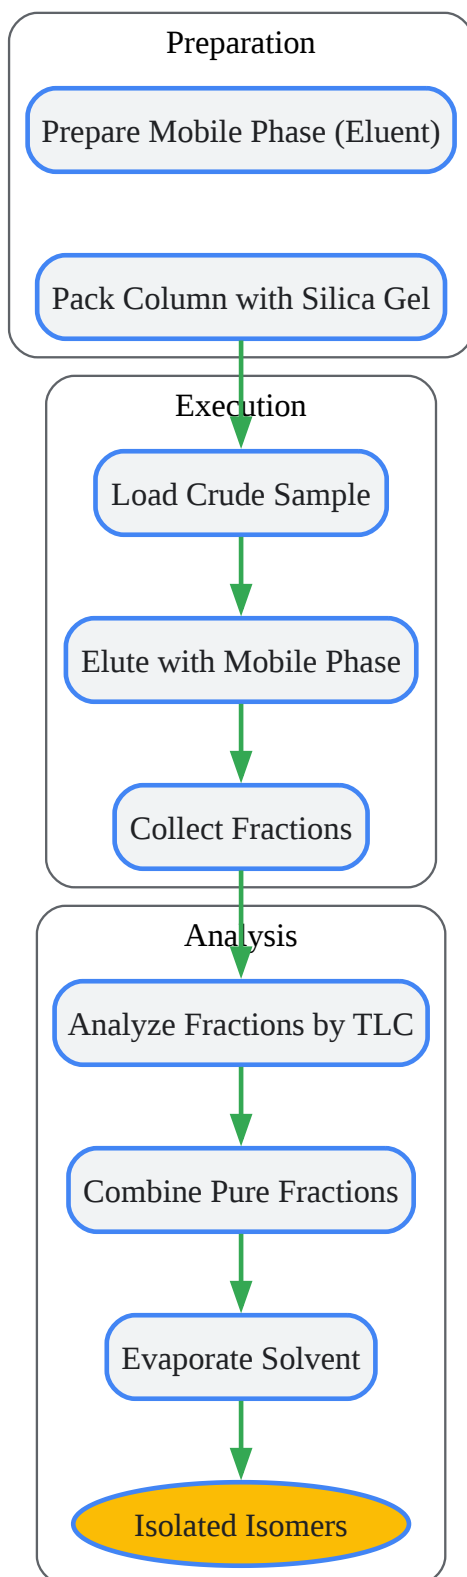 Preparation
Prepare Mobile Phase (Eluent)
Pack Column with Silica Gel
Execution
Load Crude Sample
Elute with Mobile Phase
Collect Fractions
Analysis
Analyze Fractions by TLC
Combine Pure Fractions
Evaporate Solvent
Isolated Isomers